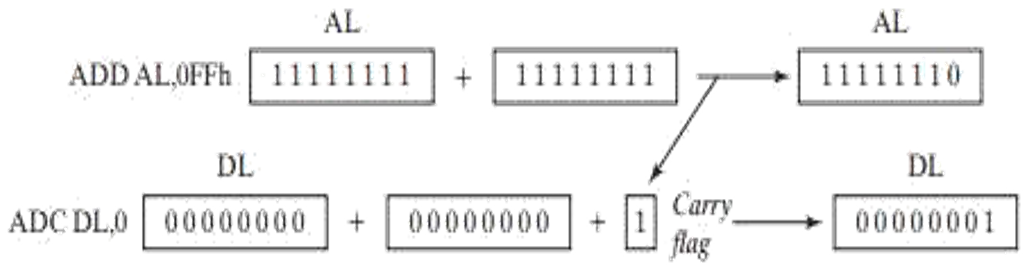 AL AL
ADD AL,0FFh 11111111 + 11111111 11111110
DL DL
ADC DL,0 00000000 + 00000000 + 1 Carry flag 00000001